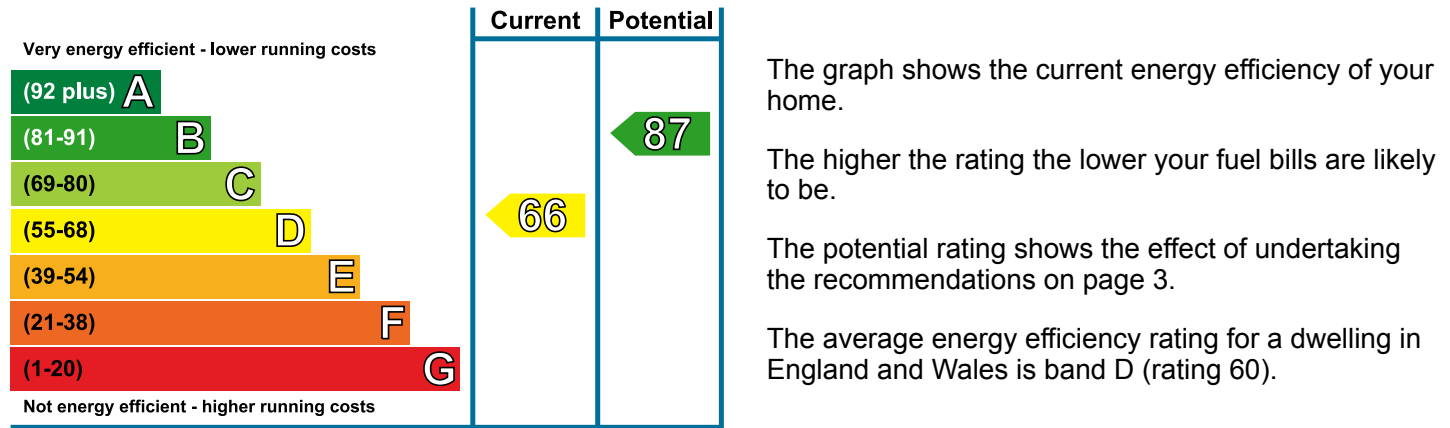 Current Potential
Very energy efficient - lower running costs
(92 plus) A
(81-91) B
87
(69-80) C
(55-68) D
66
(39-54) E
(21-38) F
(1-20) G
Not energy efficient - higher running costs
The graph shows the current energy efficiency of your
home.
The higher the rating the lower your fuel bills are likely
to be.
The potential rating shows the effect of undertaking
the recommendations on page 3.
The average energy efficiency rating for a dwelling in
England and Wales is band D (rating 60).